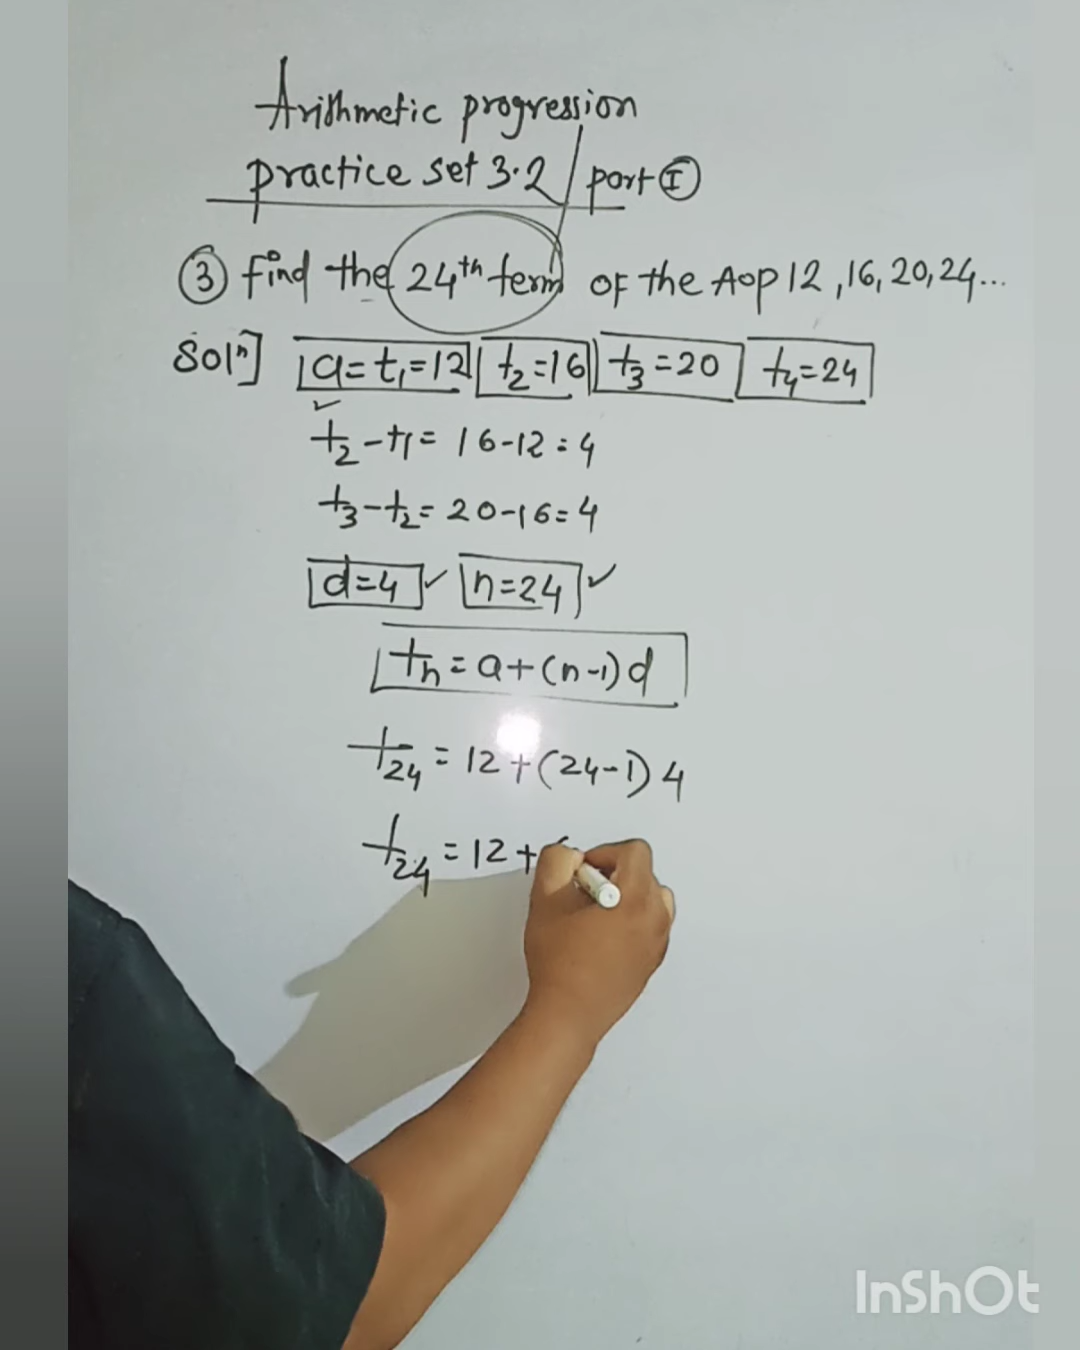 Arithmetic progression
practice set 3.2 / part Ⓘ
③ find the 24th term of the A.p 12, 16, 20, 24...
Solⁿ] a = t1 = 12 t2 = 16 t3 = 20 t4 = 24
t2 - t1 = 16 - 12 = 4
t3 - t2 = 20 - 16 = 4
d = 4 ✓ n = 24 ✓
tn = a + (n-1) d
t24 = 12 + (24-1) 4
t24 = 12 + (
InShOt